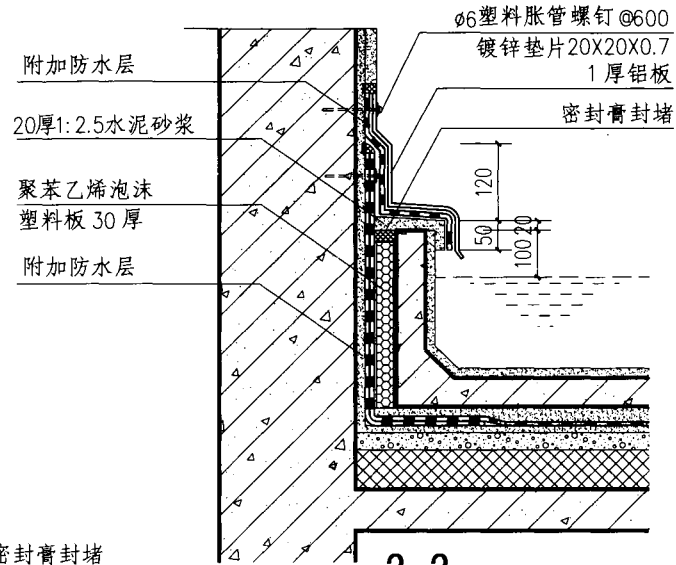 附加防水层
20厚1:2.5水泥砂浆
聚苯乙烯泡沫
塑料板 30 厚
附加防水层
ø6塑料胀管螺钉@600
镀锌垫片20X20X0.7
1 厚铝板
密封膏封堵
120
20
50
100
密封膏封堵